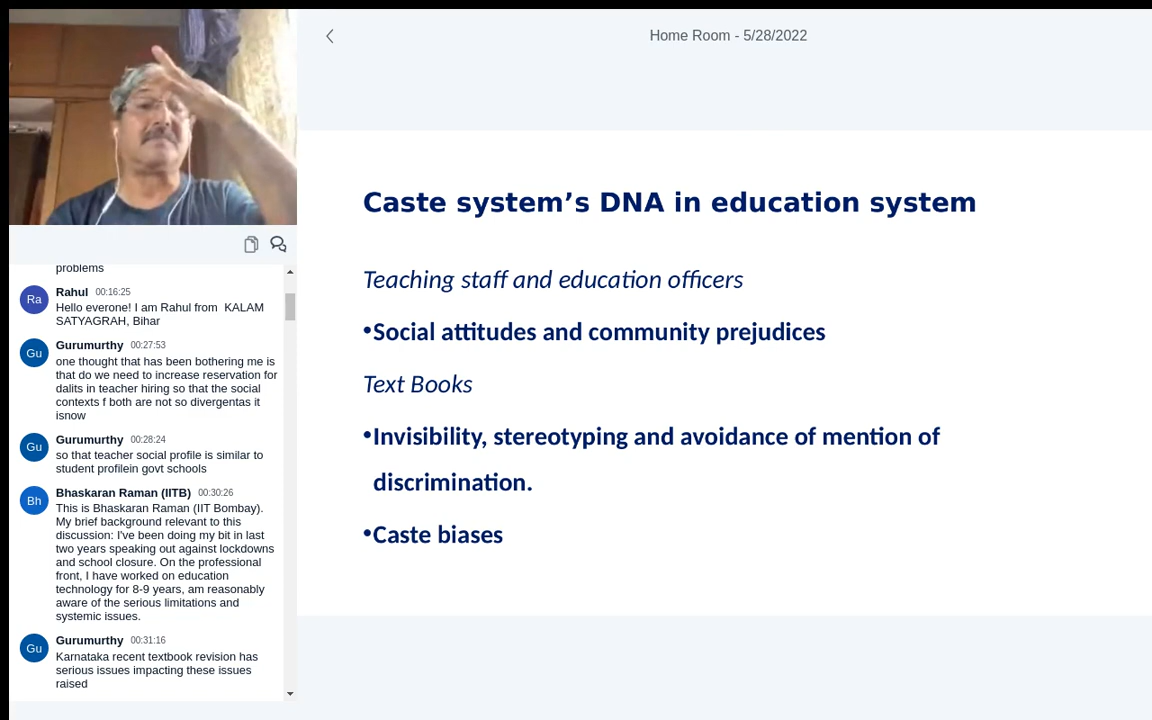 problems
Ra
Rahul 00:16:25
Hello everone! I am Rahul from KALAM
SATYAGRAH, Bihar
Gu
Gurumurthy 00:27:53
one thought that has been bothering me is
that do we need to increase reservation for
dalits in teacher hiring so that the social
contexts f both are not so divergentas it
isnow
Gu
Gurumurthy 00:28:24
so that teacher social profile is similar to
student profilein govt schools
Bh
Bhaskaran Raman (IITB) 00:30:26
This is Bhaskaran Raman (IIT Bombay).
My brief background relevant to this
discussion: I've been doing my bit in last
two years speaking out against lockdowns
and school closure. On the professional
front, I have worked on education
technology for 8-9 years, am reasonably
aware of the serious limitations and
systemic issues.
Gu
Gurumurthy 00:31:16
Karnataka recent textbook revision has
serious issues impacting these issues
raised
Home Room - 5/28/2022
Caste system’s DNA in education system
Teaching staff and education officers
•Social attitudes and community prejudices
Text Books
•Invisibility, stereotyping and avoidance of mention of
discrimination.
•Caste biases